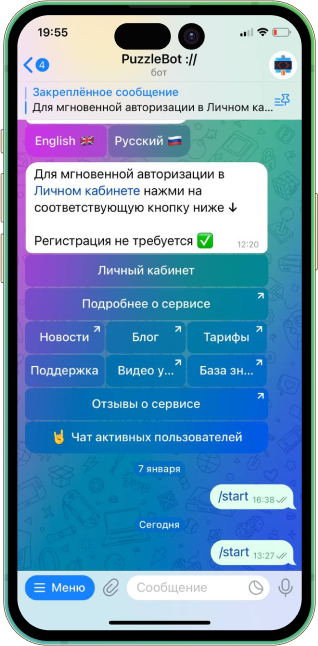 19:55
4
PuzzleBot ://
бот
Закреплённое сообщение
Для мгновенной авторизации в Личном ка...
English 🇬🇧 Русский 🇷🇺
Для мгновенной авторизации в
Личном кабинете нажми на
соответствующую кнопку ниже ↓
Регистрация не требуется ✅ 12:20
Личный кабинет
Подробнее о сервисе
Новости Блог Тарифы
Поддержка Видео у... База зн...
Отзывы о сервисе
🤘 Чат активных пользователей
7 января
/start 16:38
Сегодня
/start 13:27
Меню Сообщение